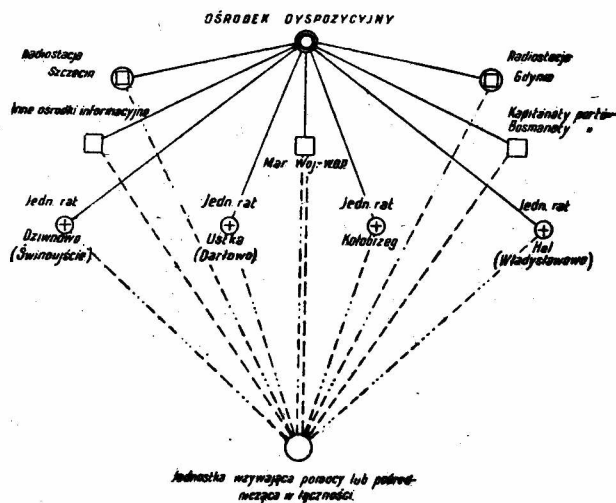 OŚRODEK DYSPOZYCYJNY
Radiostacja
Szczecin
Radiostacja
Gdynia
Inne ośrodki informacyjne
Kapitanaty portów
Bosmanaty "
Mar Woj.-W.O.P.
Jedn. rat
Jedn. rat
Jedn. rat
Jedn. rat
Dziwnowo
(Świnoujście)
Ustka
(Darłowo)
Kołobrzeg
Hel
(Władysławowo)
Jednostka wzywająca pomocy lub pośred-
nicząca w łączności.